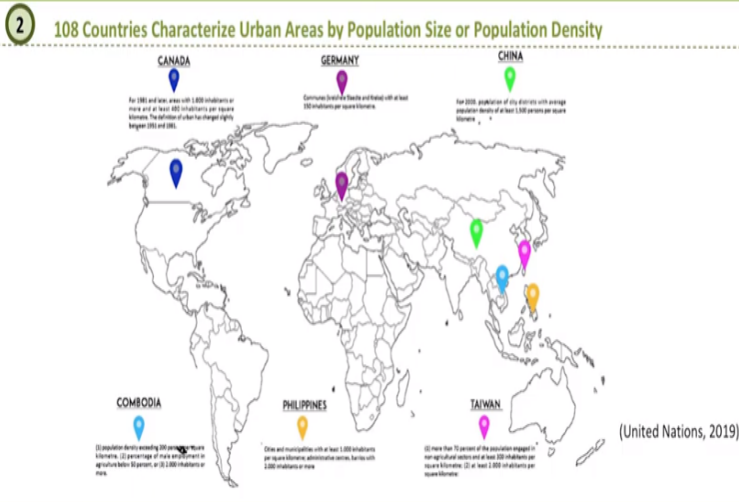 2
108 Countries Characterize Urban Areas by Population Size or Population Density
CANADA
For 1981 and later, areas with 1,000 inhabitants or
more and at least 400 inhabitants per square
kilometre. The definition of urban has changed slightly
between 1951 and 1981.
GERMANY
Communes (kreisfreie Staedte and Kreise) with at least
150 inhabitants per square kilometre
CHINA
For 2000, population of city districts with average
population density of at least 1,500 persons per square
kilometre
COMBODIA
(1) population density exceeding 200 per square
kilometre, (2) percentage of male employment in
agriculture below 50 percent, or (3) 2,000 inhabitants or
more.
PHILIPPINES
Cities and municipalities with at least 1,000 inhabitants
per square kilometre; administrative centres, barrios with
2,000 inhabitants or more
TAIWAN
(1) more than 70 percent of the population engaged in
non-agricultural sectors and at least 300 inhabitants per
square kilometre; (2) at least 2,000 inhabitants per
square kilometre
(United Nations, 2019)